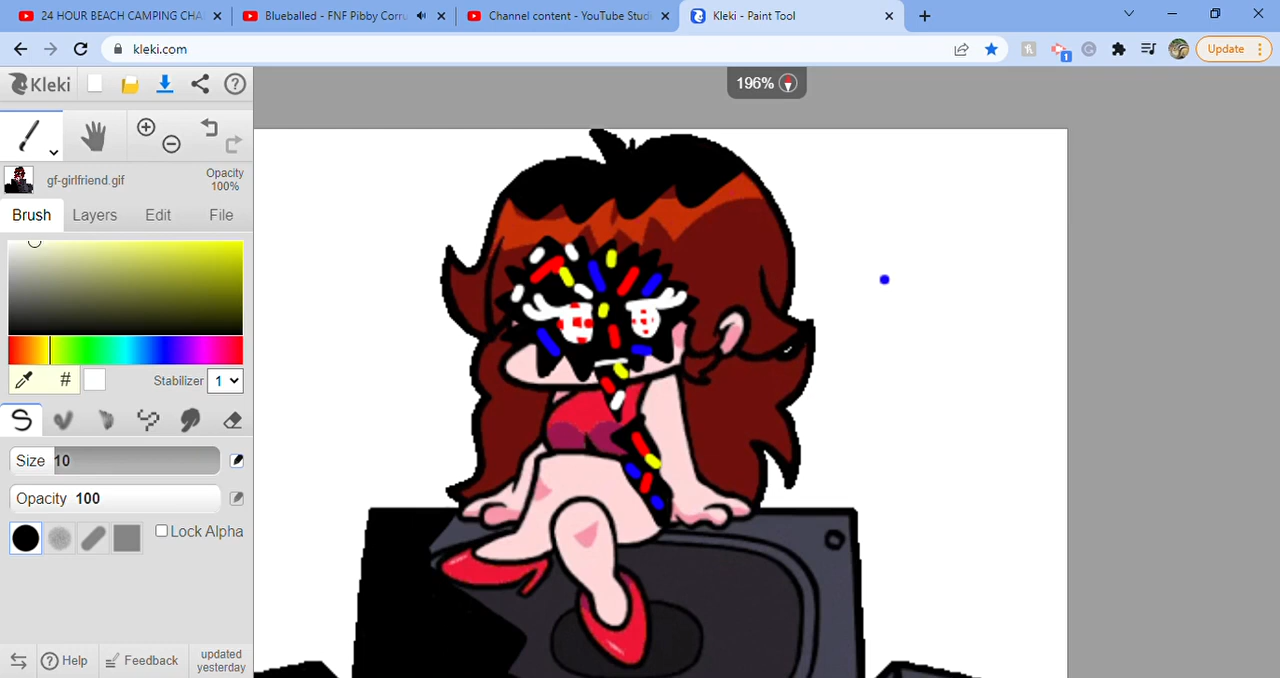 24 HOUR BEACH CAMPING CHA
Blueballed - FNF Pibby Corru
Channel content - YouTube Studi
Kleki - Paint Tool
kleki.com
1
Update
Kleki
?
196%
gf-girlfriend.gif
Opacity
100%
Brush
Layers
Edit
File
#
Stabilizer
1
Size 10
Opacity 100
Lock Alpha
? Help
Feedback
updated
yesterday